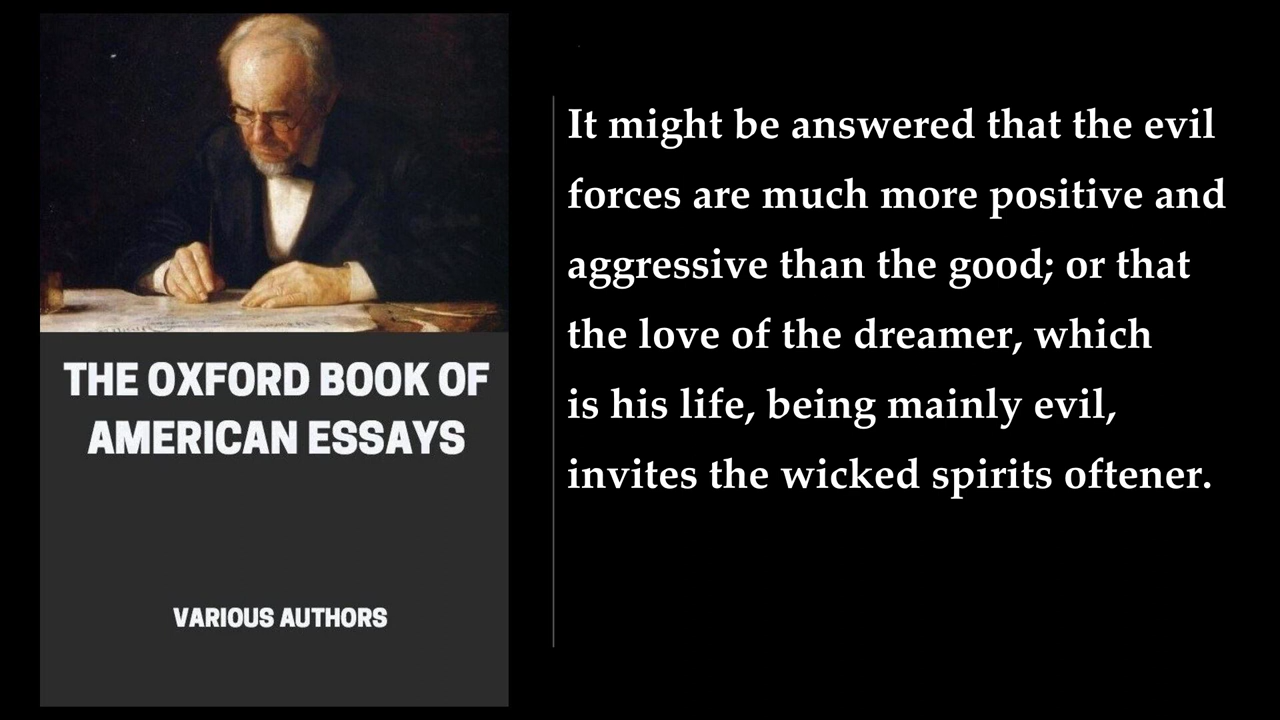 THE OXFORD BOOK OF
AMERICAN ESSAYS
VARIOUS AUTHORS
It might be answered that the evil
forces are much more positive and
aggressive than the good; or that
the love of the dreamer, which
is his life, being mainly evil,
invites the wicked spirits oftener.